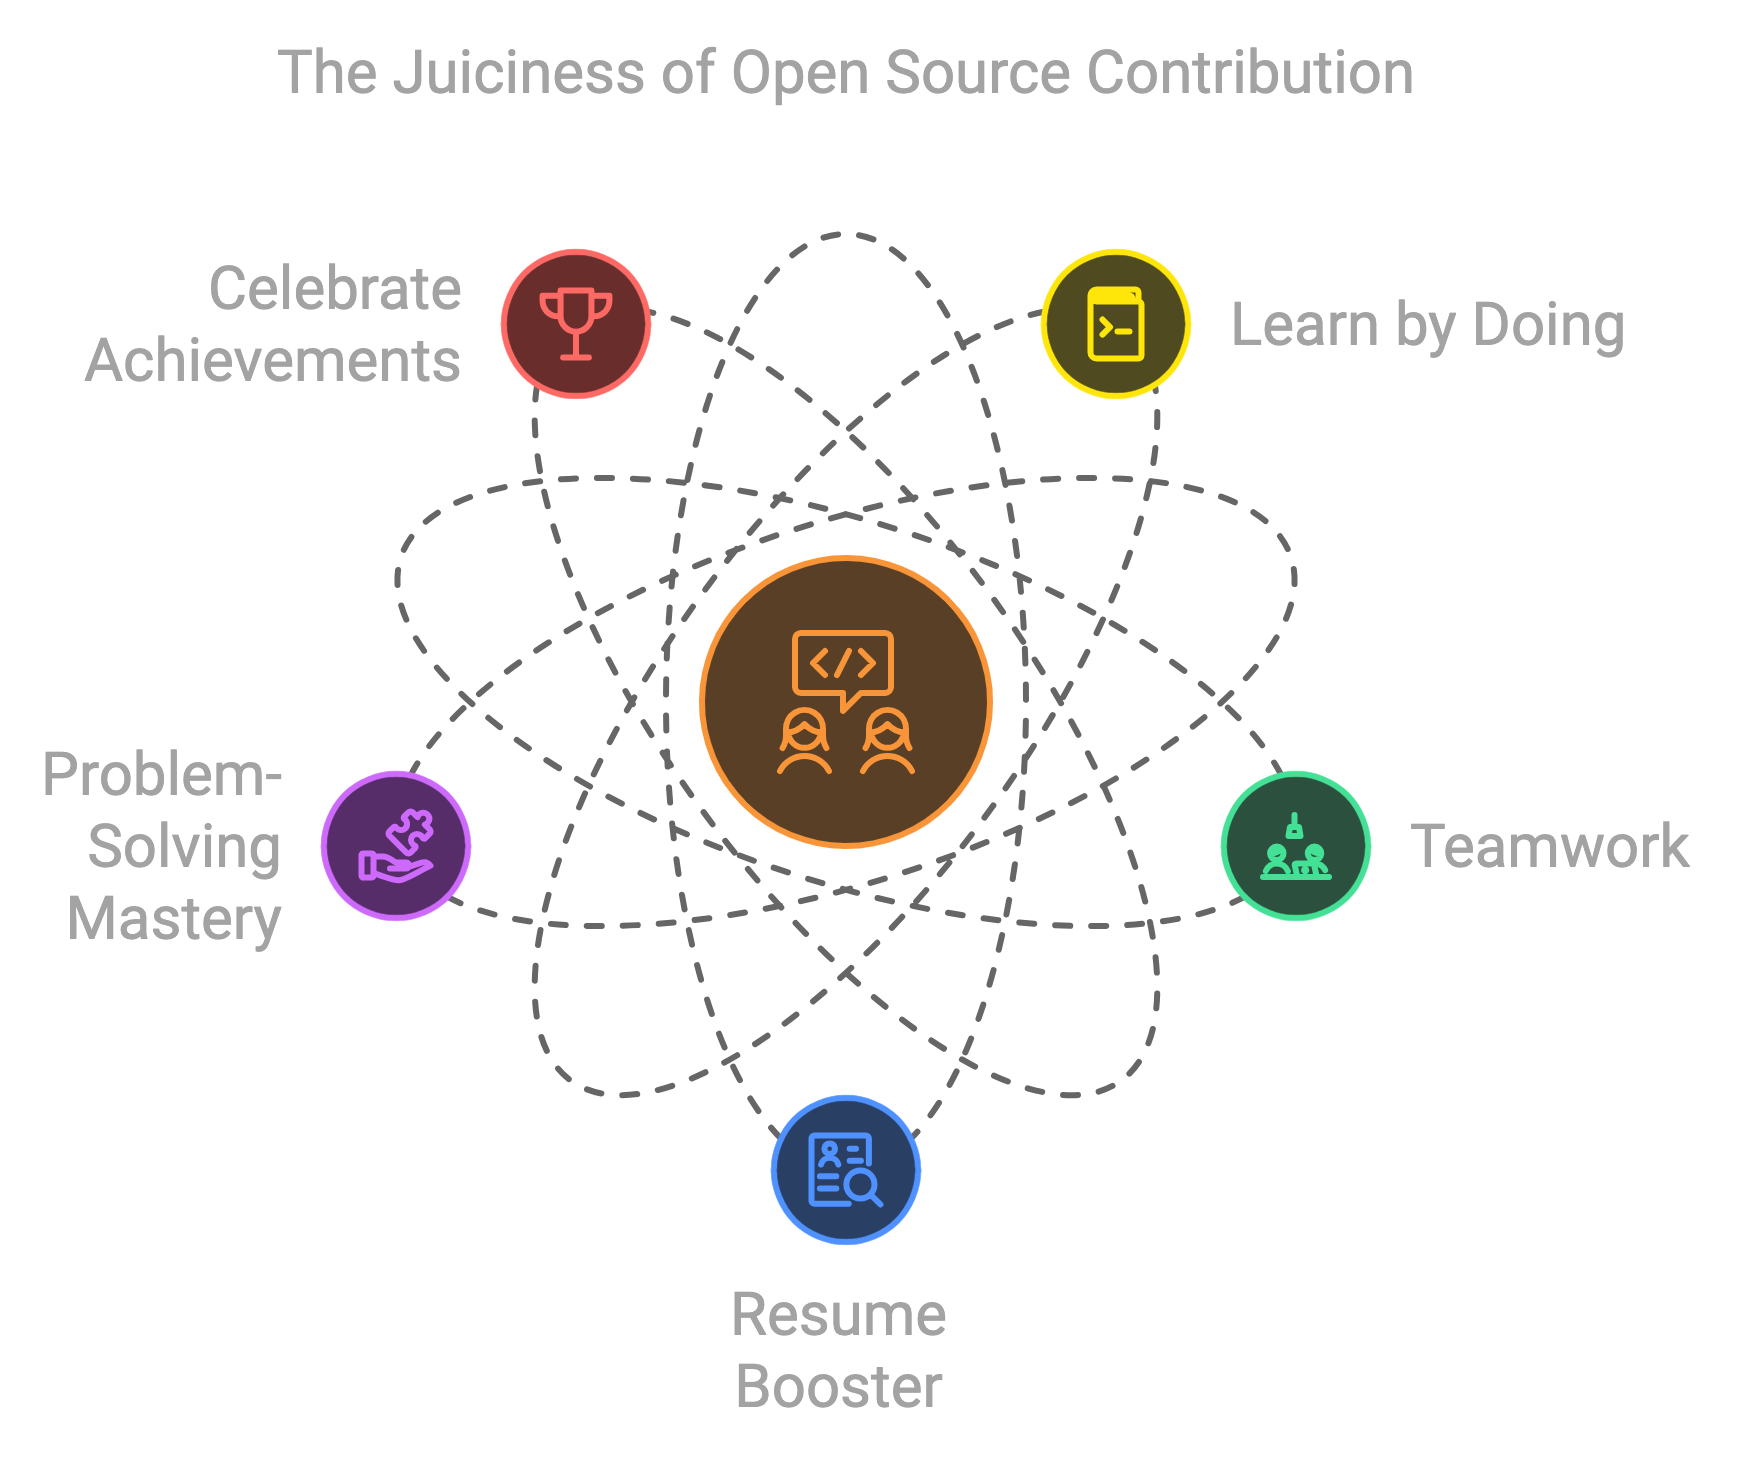 The Juiciness of Open Source Contribution
Celebrate
Achievements
Learn by Doing
Problem-
Solving
Mastery
Teamwork
Resume
Booster